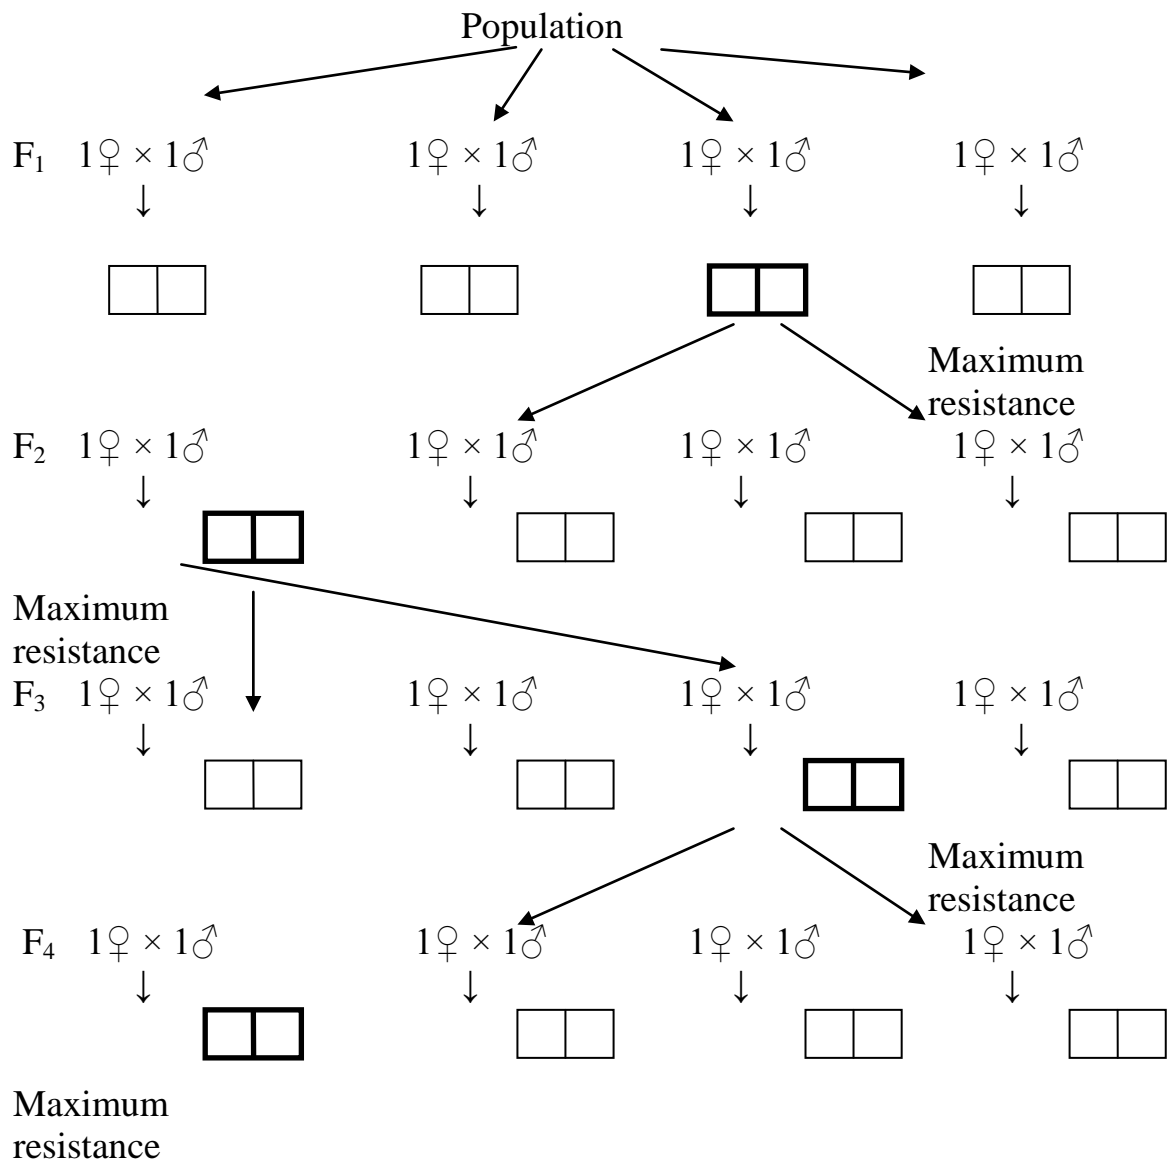 Population
F₁ 1♀ × 1♂ 1♀ × 1♂ 1♀ × 1♂ 1♀ × 1♂
↓ ↓ ↓ ↓
Maximum
resistance
F₂ 1♀ × 1♂ 1♀ × 1♂ 1♀ × 1♂ 1♀ × 1♂
↓ ↓ ↓ ↓
Maximum
resistance
F₃ 1♀ × 1♂ 1♀ × 1♂ 1♀ × 1♂ 1♀ × 1♂
↓ ↓ ↓ ↓
Maximum
resistance
F₄ 1♀ × 1♂ 1♀ × 1♂ 1♀ × 1♂ 1♀ × 1♂
↓ ↓ ↓ ↓
Maximum
resistance